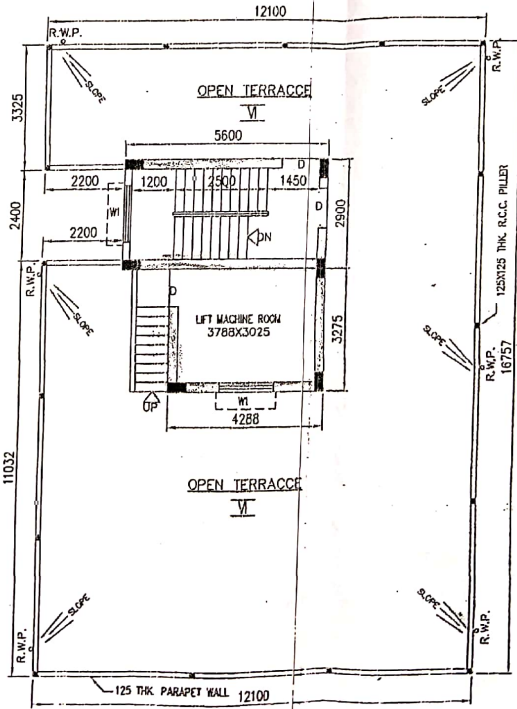 12100
R.W.P.
R.W.P.
SLOPE
SLOPE
OPEN TERRACCE
VI
3325
5600
D
2200
1200
2500
1450
2400
W1
D
2900
2200
DN
125X125 THK. R.C.C. PILLER
R.W.P.
SLOPE
D
LIFT MACHINE ROOM
3788X3025
3275
SLOPE
R.W.P.
16757
UP
W1
4288
11032
OPEN TERRACCE
VI
SLOPE
R.W.P.
SLOPE
R.W.P.
125 THK. PARAPET WALL
12100